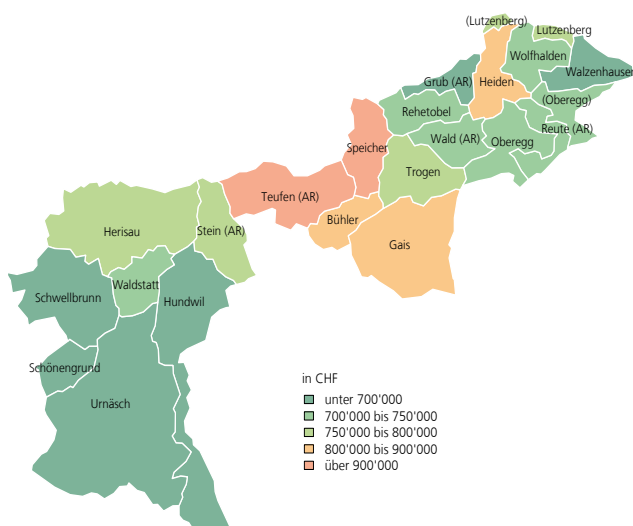 (Lutzenberg)
Lutzenberg
Wolfhalden
Walzenhausen
Grub (AR)
Heiden
(Oberegg)
Rehetobel
Reute (AR)
Wald (AR)
Oberegg
Speicher
Trogen
Teufen (AR)
Bühler
Herisau
Stein (AR)
Gais
Waldstatt
Schwellbrunn
Hundwil
Schönengrund
Urnäsch
in CHF
unter 700'000
700'000 bis 750'000
750'000 bis 800'000
800'000 bis 900'000
über 900'000